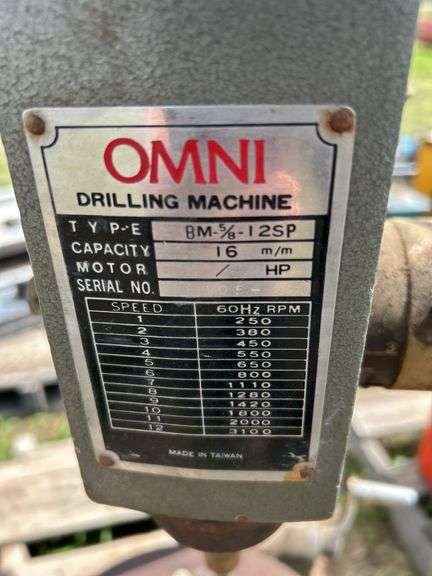 OMNI
DRILLING MACHINE
TYP-E BM-5/8-12SP
CAPACITY 16 m/m
MOTOR / HP
SERIAL NO.
SPEED 60Hz RPM
1 250
2 380
3 450
4 550
5 650
6 800
7 1110
8 1280
9 1420
10 1800
11 2000
12 3100
MADE IN TAIWAN